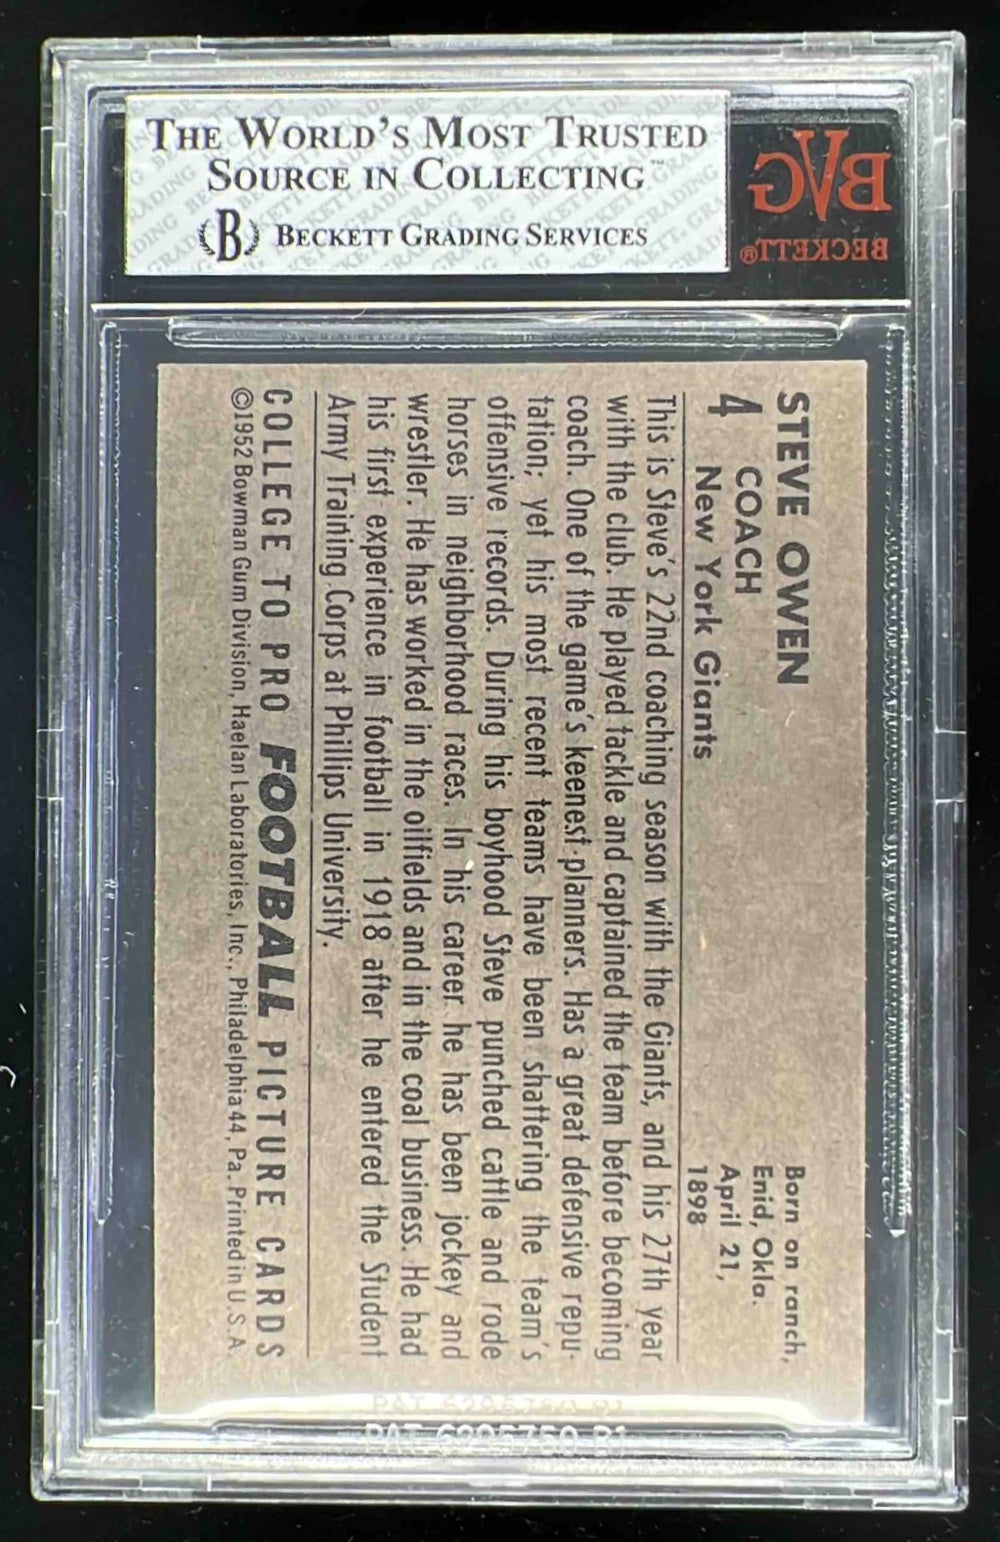 THE WORLD'S MOST TRUSTED
SOURCE IN COLLECTING™
B BECKETT GRADING SERVICES
BVG
BECKETT®
STEVE OWEN
COACH
4 New York Giants
Born on ranch,
Enid, Okla.
April 21,
1898
This is Steve's 22nd coaching season with the Giants, and his 27th year
with the club. He played tackle and captained the team before becoming
coach. One of the game's keenest planners. Has a great defensive repu-
tation; yet his most recent teams have been shattering the team's
offensive records. During his boyhood Steve punched cattle and rode
horses in neighborhood races. In his career he has been jockey and
wrestler. He has worked in the oilfields and in the coal business. He had
his first experience in football in 1918 after he entered the Student
Army Training Corps at Phillips University.
COLLEGE TO PRO FOOTBALL PICTURE CARDS
©1952 Bowman Gum Division, Haelan Laboratories, Inc., Philadelphia 44, Pa. Printed in U.S.A.
PAT 6295750 B1